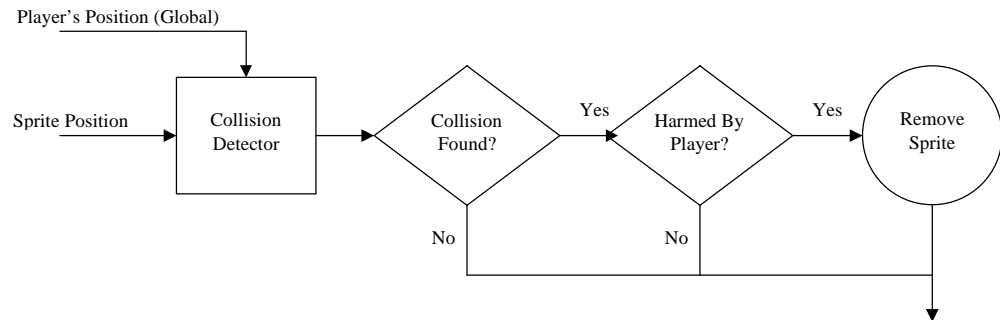 Player's Position (Global)
Sprite Position
Collision
Detector
Collision
Found?
Yes
Harmed By
Player?
Yes
Remove
Sprite
No
No